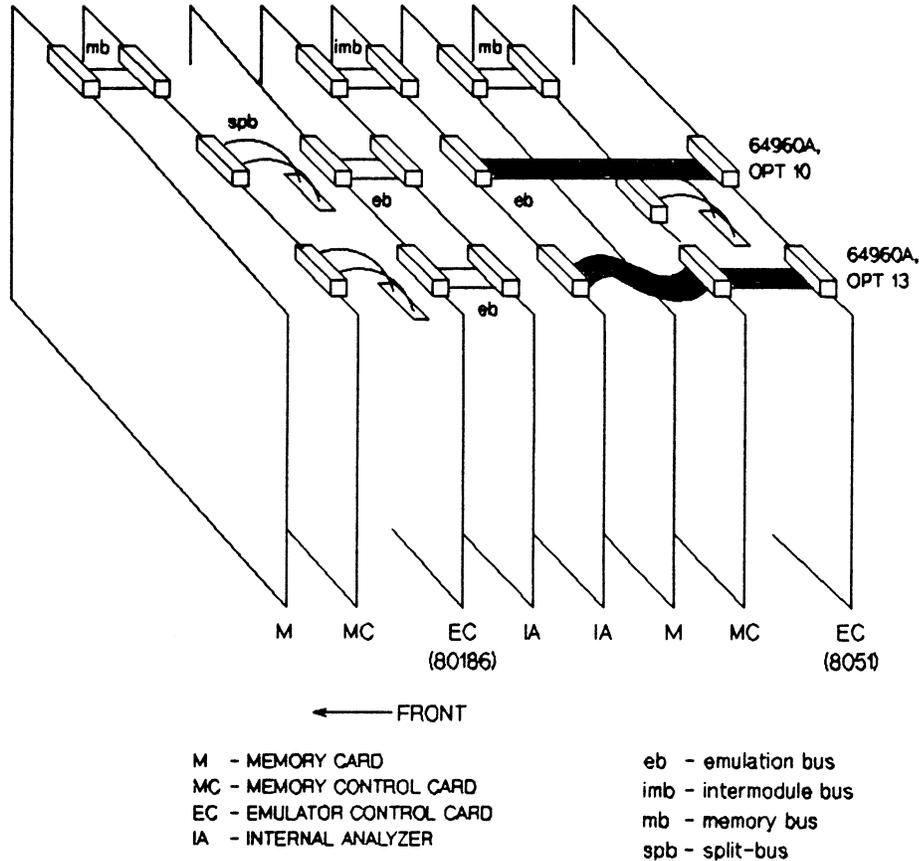 mb
imb
mb
spb
64960A,
OPT 10
eb
eb
64960A,
OPT 13
eb
M MC EC IA IA M MC EC
(80186) (8051)
FRONT
M - MEMORY CARD
MC - MEMORY CONTROL CARD
EC - EMULATOR CONTROL CARD
IA - INTERNAL ANALYZER
eb - emulation bus
imb - intermodule bus
mb - memory bus
spb - split-bus